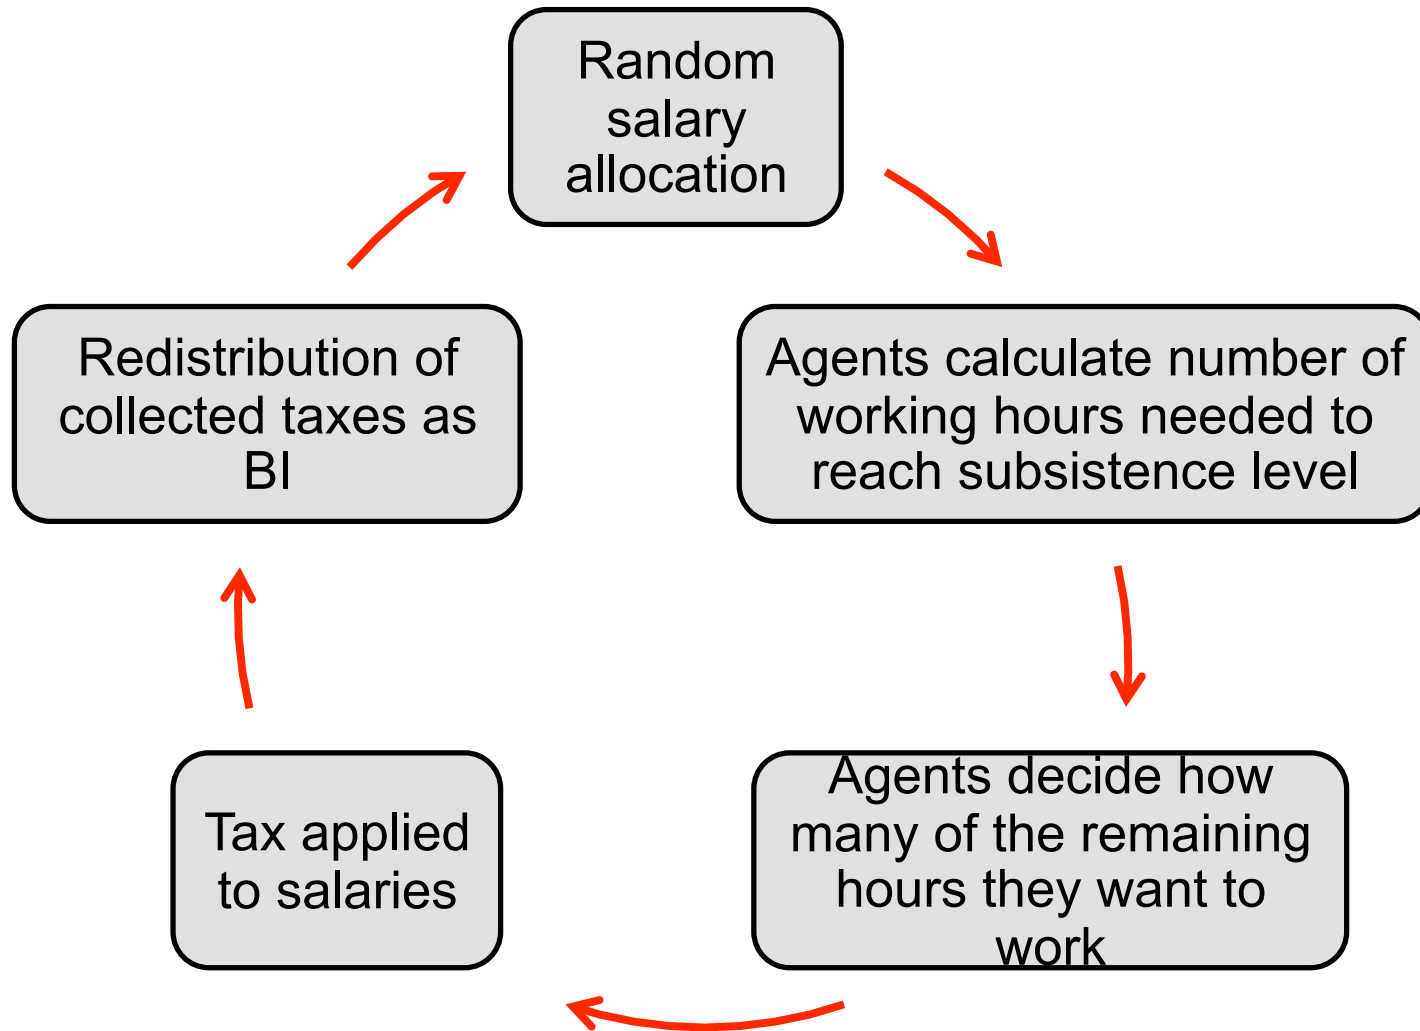 Random
salary
allocation
Agents calculate number of
working hours needed to
reach subsistence level
Agents decide how
many of the remaining
hours they want to
work
Tax applied
to salaries
Redistribution of
collected taxes as
BI